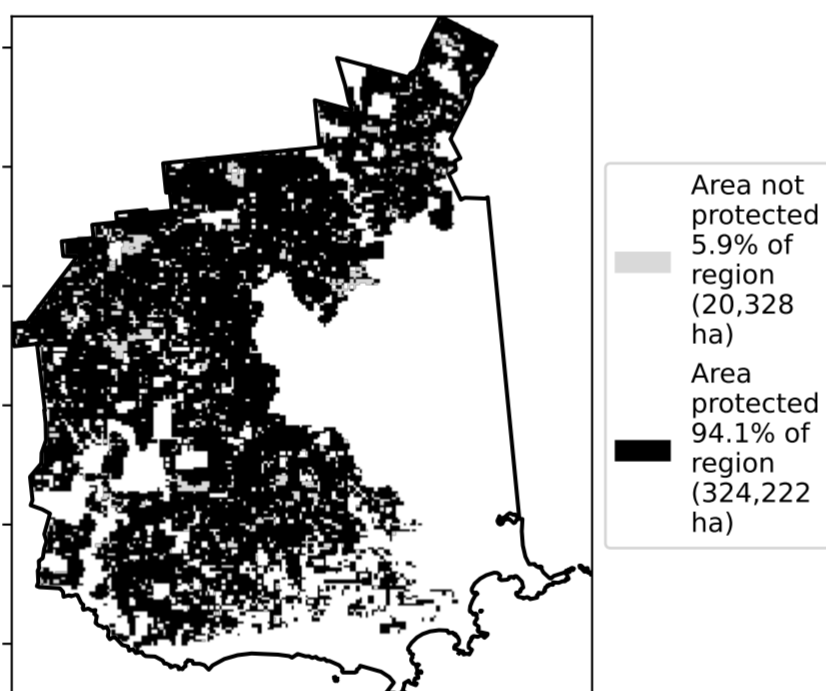 Area not
protected
5.9% of
region
(20,328
ha)
Area
protected
94.1% of
region
(324,222
ha)